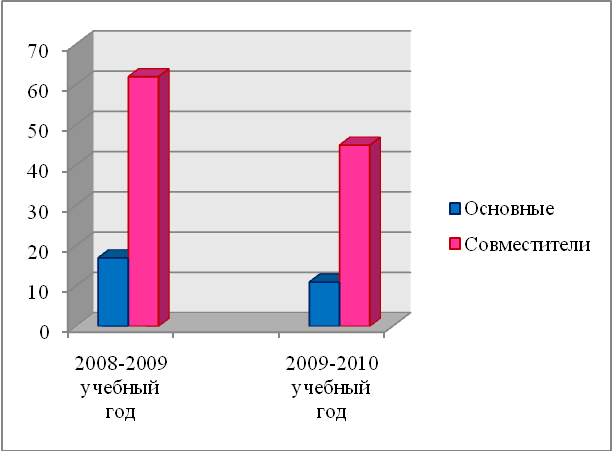 70
60
50
40
30
20
10
0
2008-2009
учебный
год
2009-2010
учебный
год
Основные
Совместители